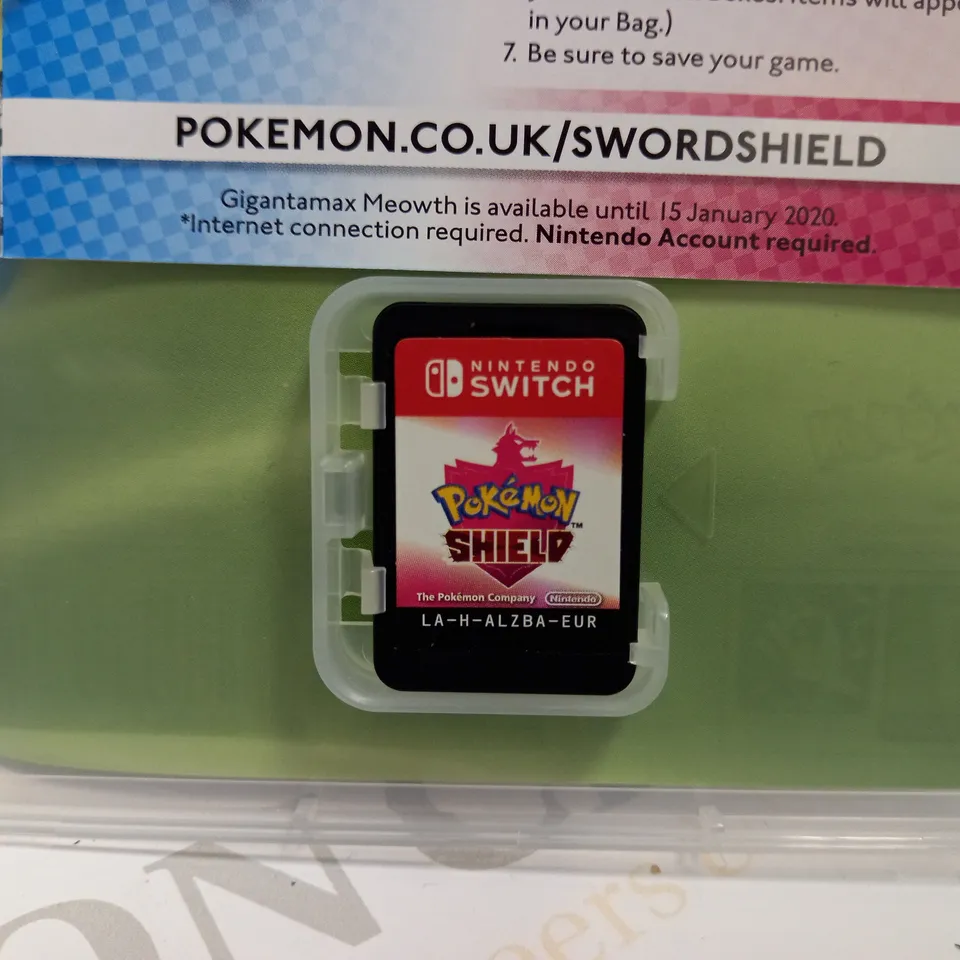 in your Bag.)
7. Be sure to save your game.
POKEMON.CO.UK/SWORDSHIELD
Gigantamax Meowth is available until 15 January 2020.
*Internet connection required. Nintendo Account required.
NINTENDO
SWITCH
POKéMON™
SHIELD
The Pokémon Company Nintendo
LA-H-ALZBA-EUR